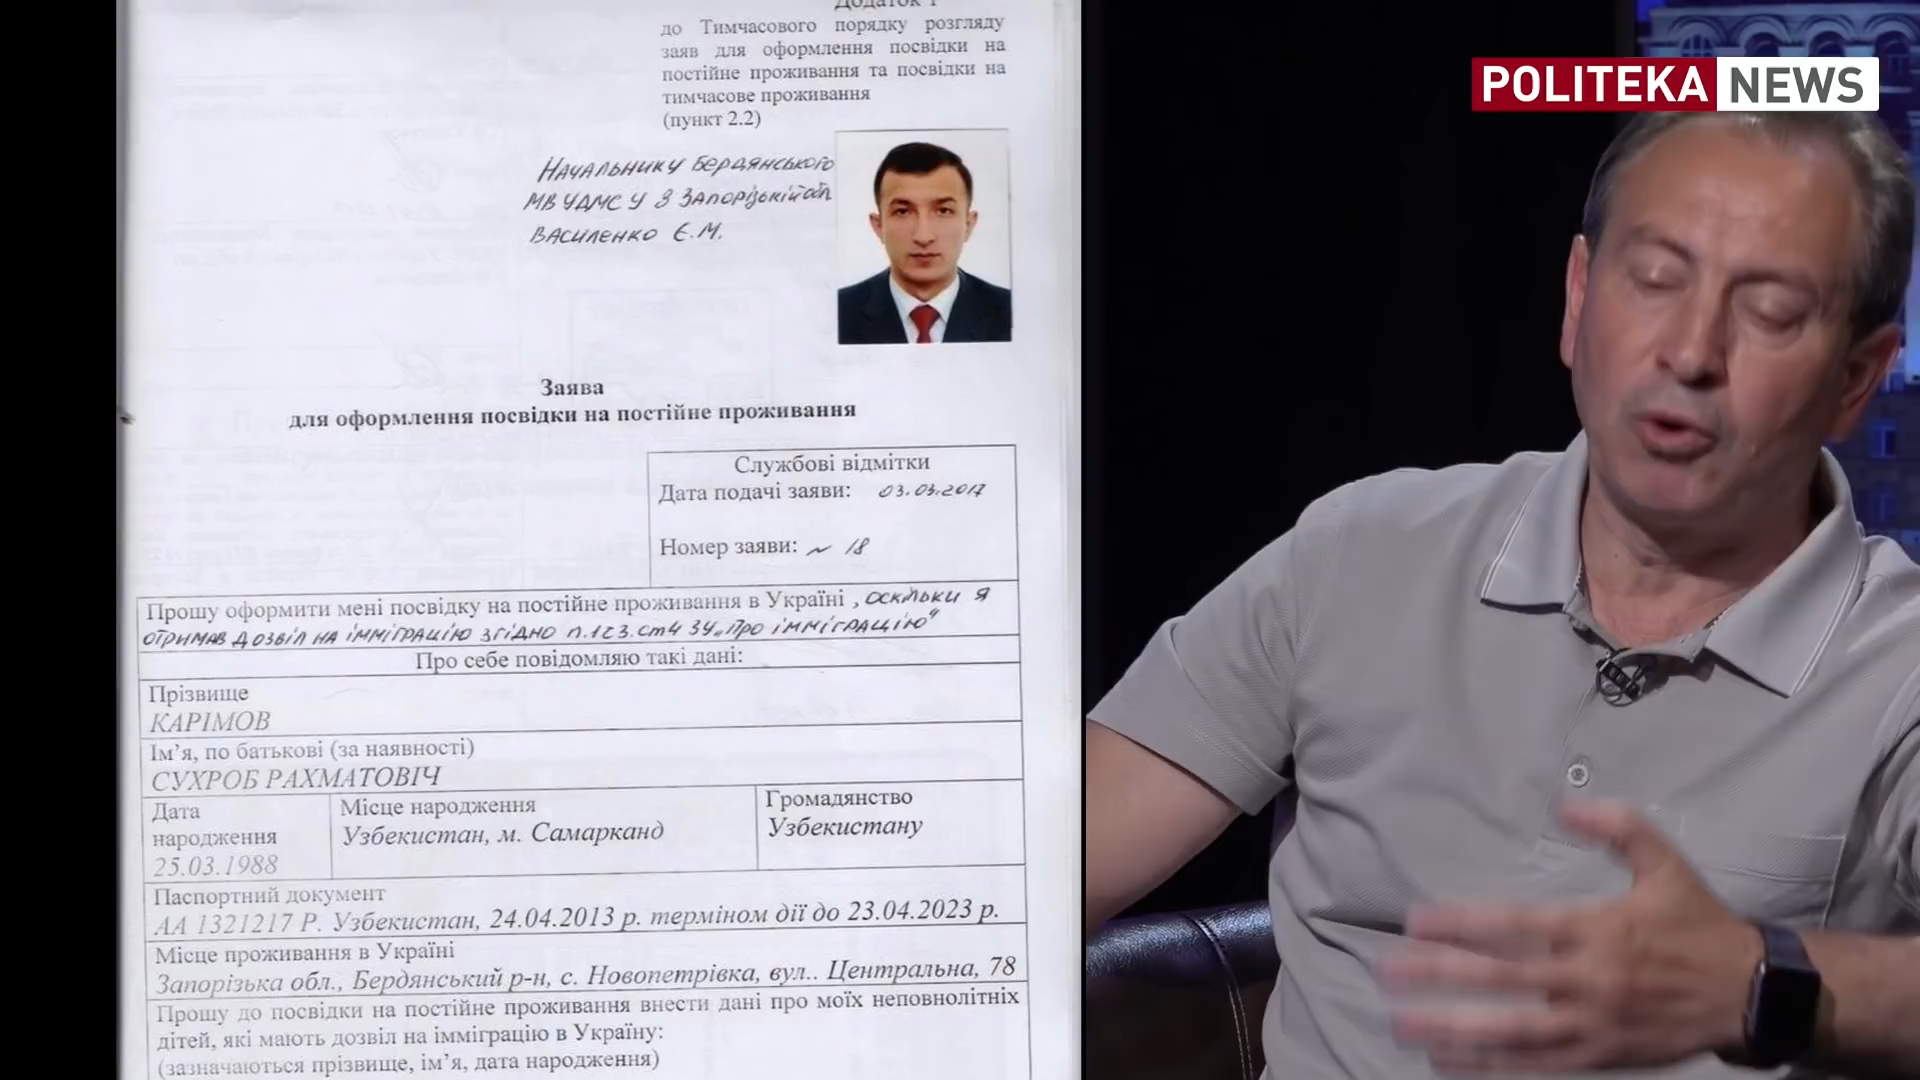 Додаток 1
до Тимчасового порядку розгляду
заяв для оформлення посвідки на
постійне проживання та посвідки на
тимчасове проживання
(пункт 2.2)
POLITEKA NEWS
Начальнику Бердянського
МВ УДМС У З Запорізькій обл
Василенко Є.М.
Заява
для оформлення посвідки на постійне проживання
Службові відмітки
Дата подачі заяви: 03.03.2017
Номер заяви: ~ 18
Прошу оформити мені посвідку на постійне проживання в Україні , оскільки я
отримав дозвіл на імміграцію згідно п.1 ч 3. ст 4 ЗУ „Про імміграцію"
Про себе повідомляю такі дані:
Прізвище
КАРІМОВ
Ім’я, по батькові (за наявності)
СУХРОБ РАХМАТОВІЧ
Дата народження
25.03.1988
Місце народження
Узбекистан, м. Самарканд
Громадянство
Узбекистану
Паспортний документ
АА 1321217 Р. Узбекистан, 24.04.2013 р. терміном дії до 23.04.2023 р.
Місце проживання в Україні
Запорізька обл., Бердянський р-н, с. Новопетрівка, вул.. Центральна, 78
Прошу до посвідки на постійне проживання внести дані про моїх неповнолітніх
дітей, які мають дозвіл на імміграцію в Україну:
(зазначаються прізвище, ім’я, дата народження)